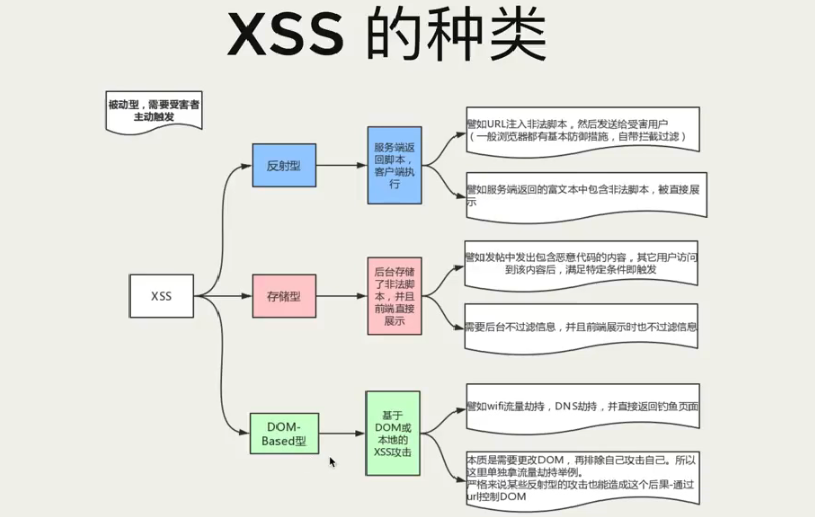 XSS 的种类
被动型，需要受害者
主动触发
反射型
服务端返
回脚本，
客户端执
行
譬如URL注入非法脚本，然后发送给受害用户
（一般浏览器都有基本防御措施，自带拦截过滤）
譬如服务端返回的富文本中包含非法脚本，被直接展
示
XSS
存储型
后台存储
了非法脚
本，并且
前端直接
展示
譬如发帖中发出包含恶意代码的内容，其它用户访问
到该内容后，满足特定条件即触发
需要后台不过滤信息，并且前端展示时也不过滤信息
DOM-
Based型
基于
DOM或
本地的
XSS攻击
譬如wifi流量劫持，DNS劫持，并直接返回钓鱼页面
本质是需要更改DOM，再排除自己攻击自己。所以
这里单独拿流量劫持举例。
严格来说某些反射型的攻击也能造成这个后果-通过
url控制DOM